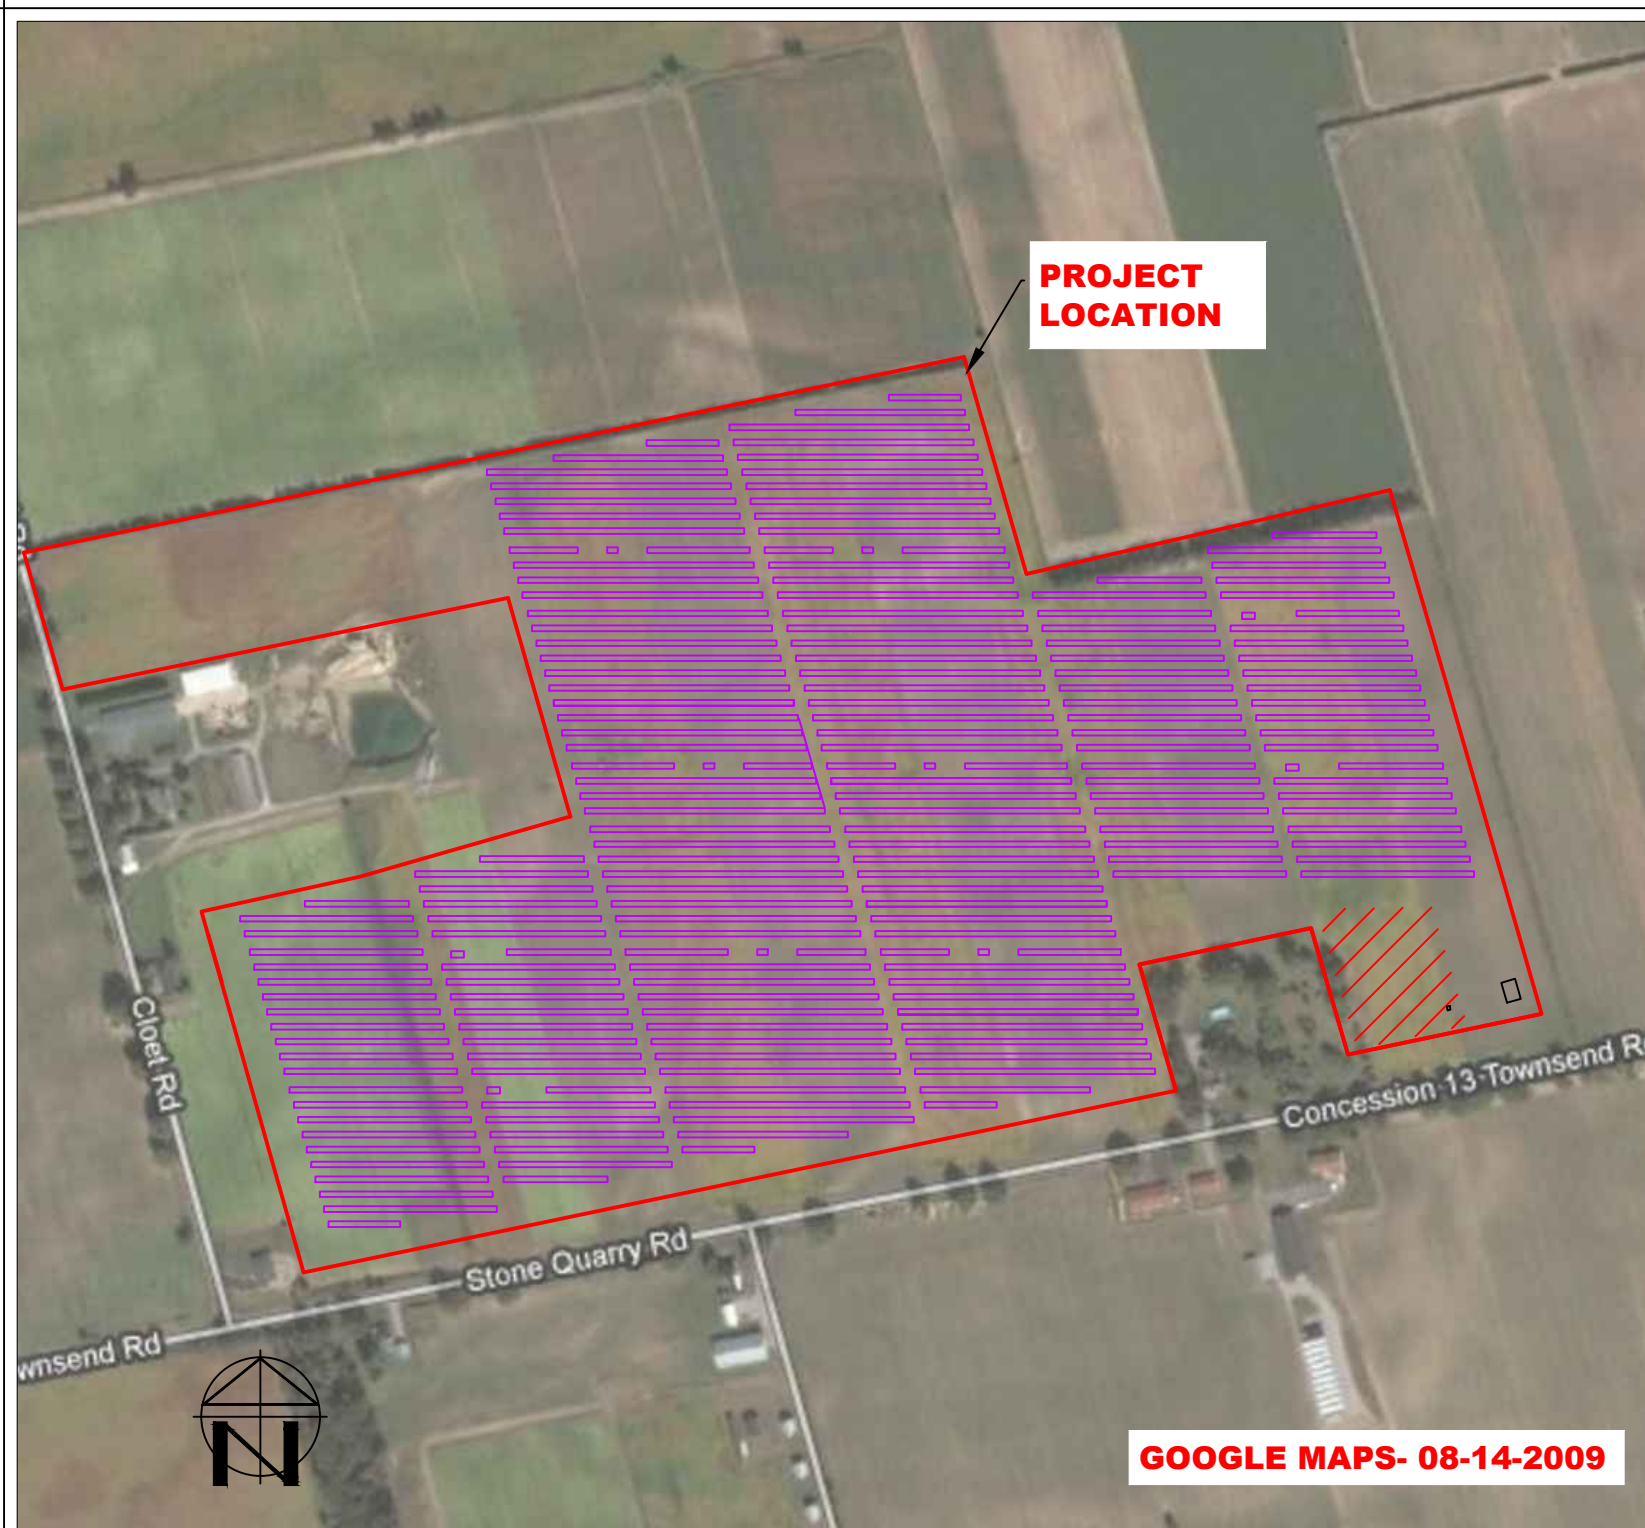 PROJECT
LOCATION
Cloet Rd
Concession 13 Townsend R
Stone Quarry Rd
wnsend Rd
N
GOOGLE MAPS- 08-14-2009